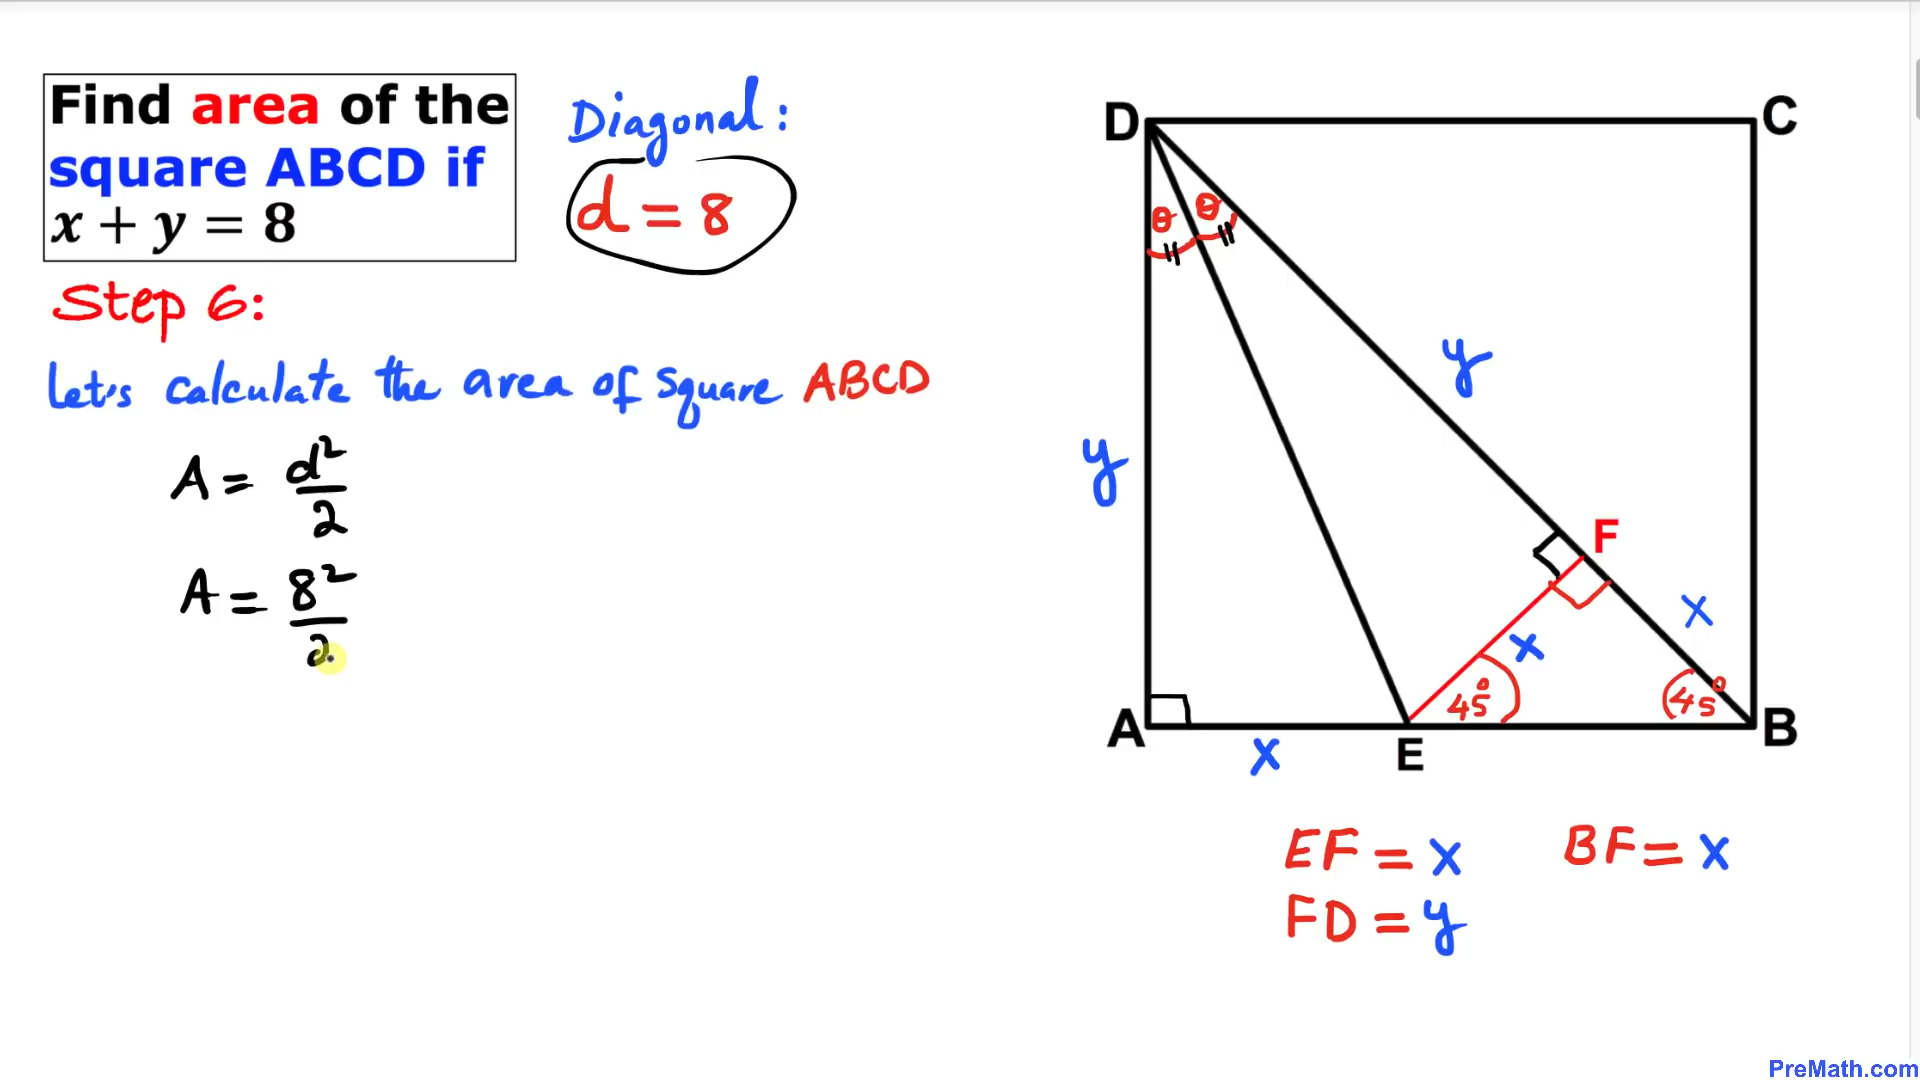 Find area of the
square ABCD if
x + y = 8
Diagonal:
d = 8
Step 6:
Let's calculate the area of square ABCD
A = d²/2
A = 8²/2
D
C
θ θ
y
y
F
x
x
45°
45°
A
B
x
E
EF = x
BF = x
FD = y
PreMath.com